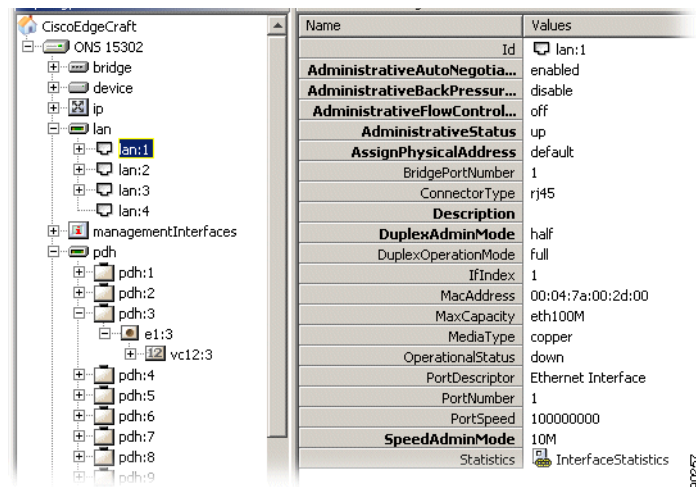 CiscoEdgeCraft
ONS 15302
bridge
device
ip
lan
lan:1
lan:2
lan:3
lan:4
managementInterfaces
pdh
pdh:1
pdh:2
pdh:3
e1:3
12 vc12:3
pdh:4
pdh:5
pdh:6
pdh:7
pdh:8
pdh:9
Name Values
Id lan:1
AdministrativeAutoNegotia... enabled
AdministrativeBackPressur... disable
AdministrativeFlowControl... off
AdministrativeStatus up
AssignPhysicalAddress default
BridgePortNumber 1
ConnectorType rj45
Description
DuplexAdminMode half
DuplexOperationMode full
IfIndex 1
MacAddress 00:04:7a:00:2d:00
MaxCapacity eth100M
MediaType copper
OperationalStatus down
PortDescriptor Ethernet Interface
PortNumber 1
PortSpeed 100000000
SpeedAdminMode 10M
Statistics InterfaceStatistics